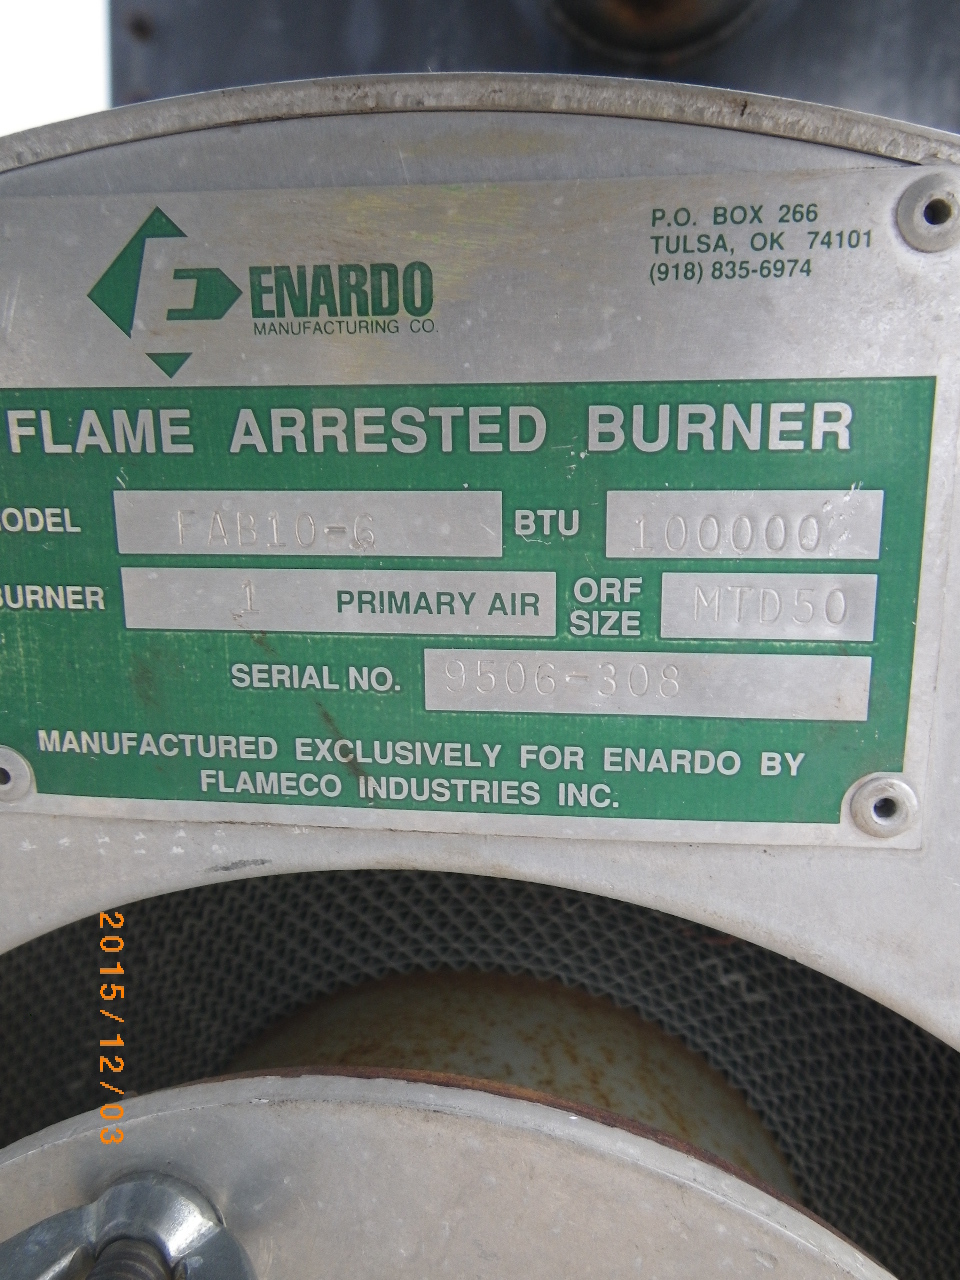 ENARDO
MANUFACTURING CO.
P.O. BOX 266
TULSA, OK 74101
(918) 835-6974
FLAME ARRESTED BURNER
ODEL FAB10-6 BTU 100000
BURNER 1 PRIMARY AIR ORF SIZE MTD50
SERIAL NO. 9506-308
MANUFACTURED EXCLUSIVELY FOR ENARDO BY
FLAMECO INDUSTRIES INC.
2015/12/03